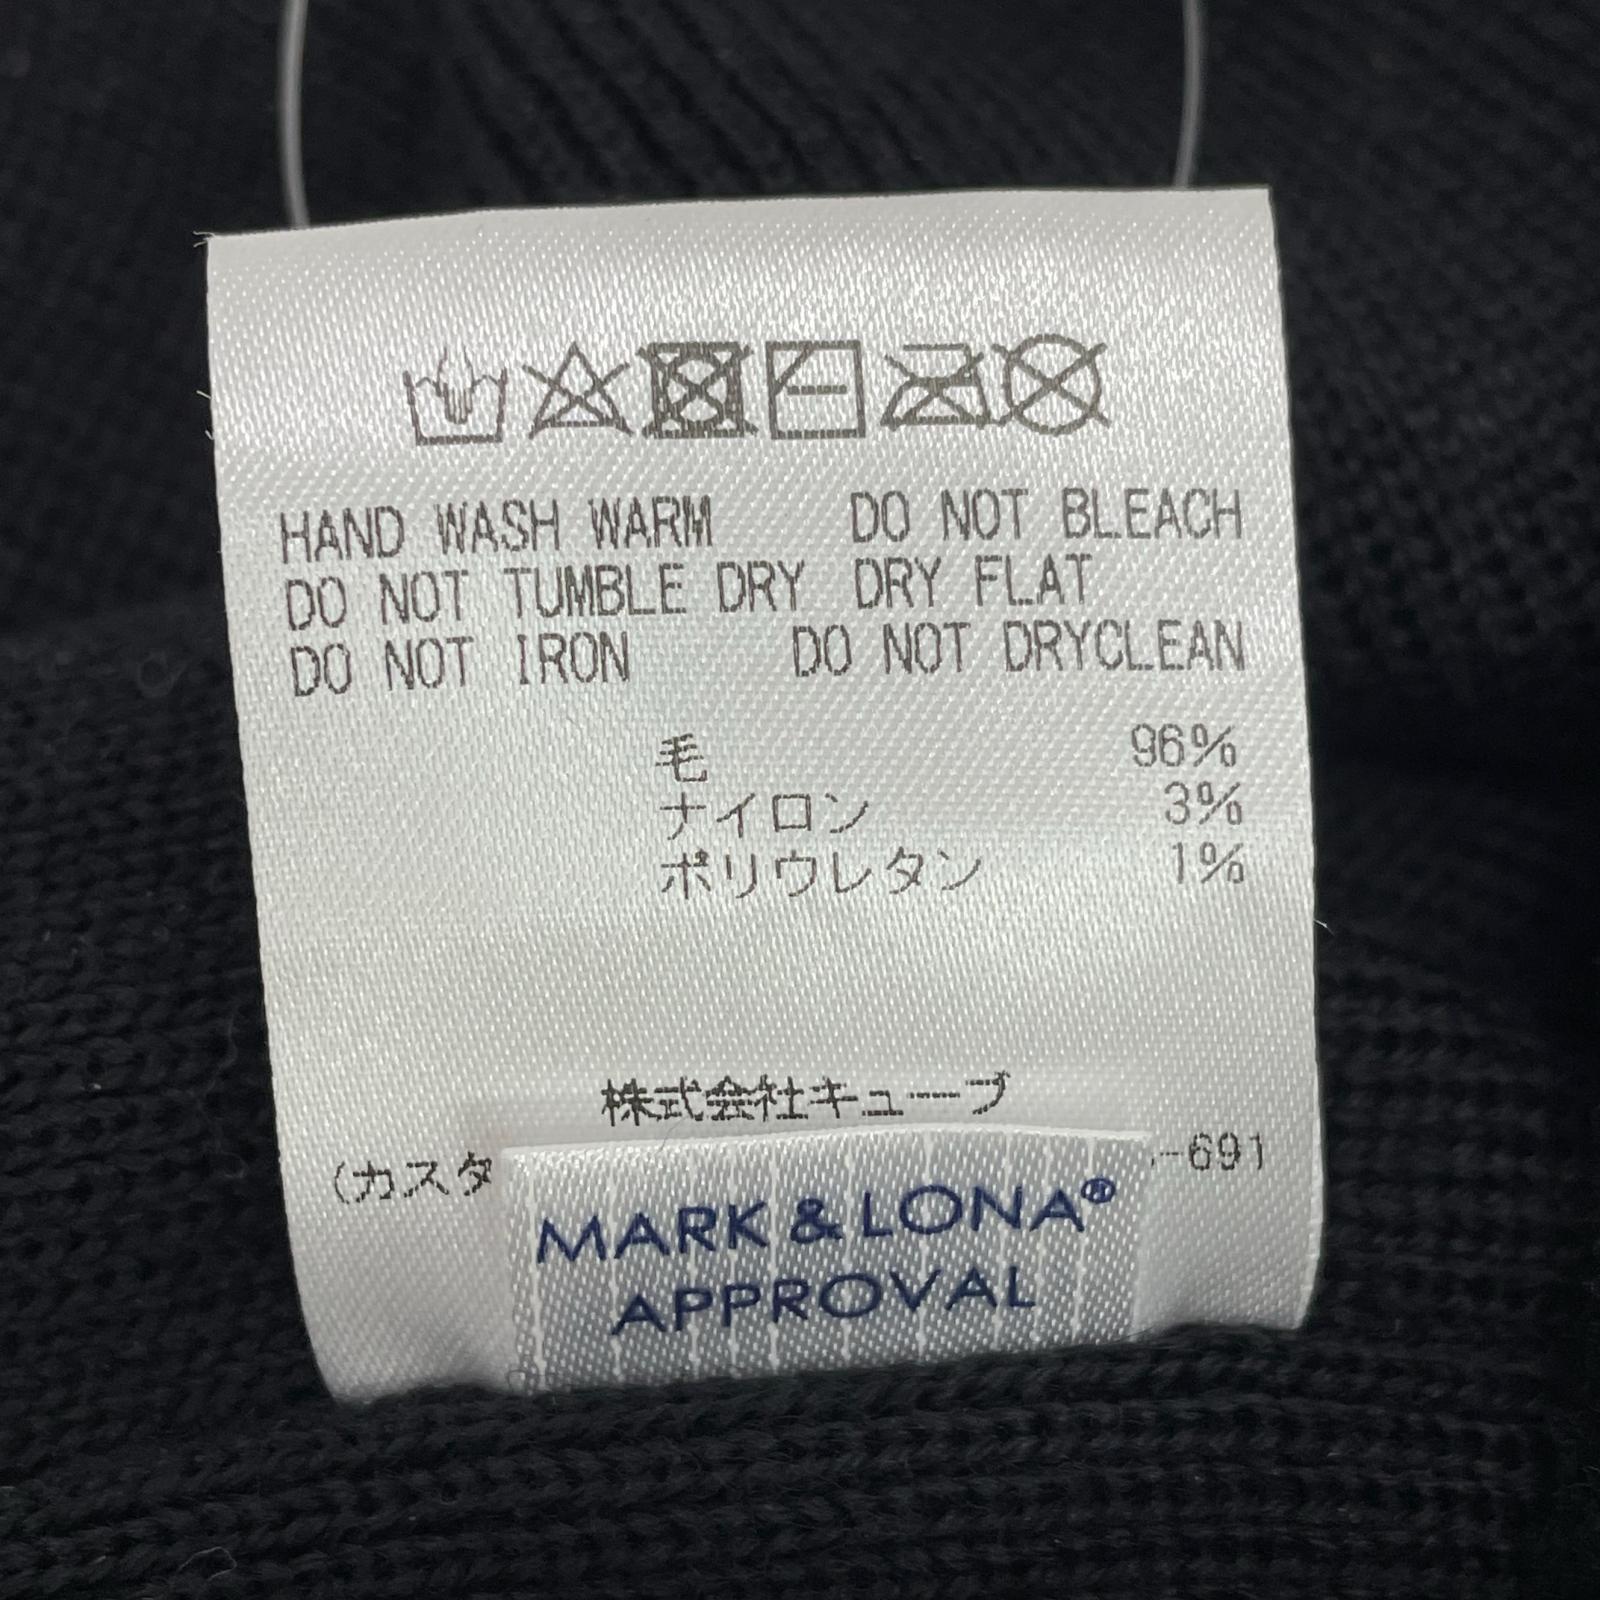 HAND WASH WARM DO NOT BLEACH
DO NOT TUMBLE DRY DRY FLAT
DO NOT IRON DO NOT DRYCLEAN
毛 96%
ナイロン 3%
ポリウレタン 1%
株式会社キューブ
(カスタ -691
MARK & LONA®
APPROVAL